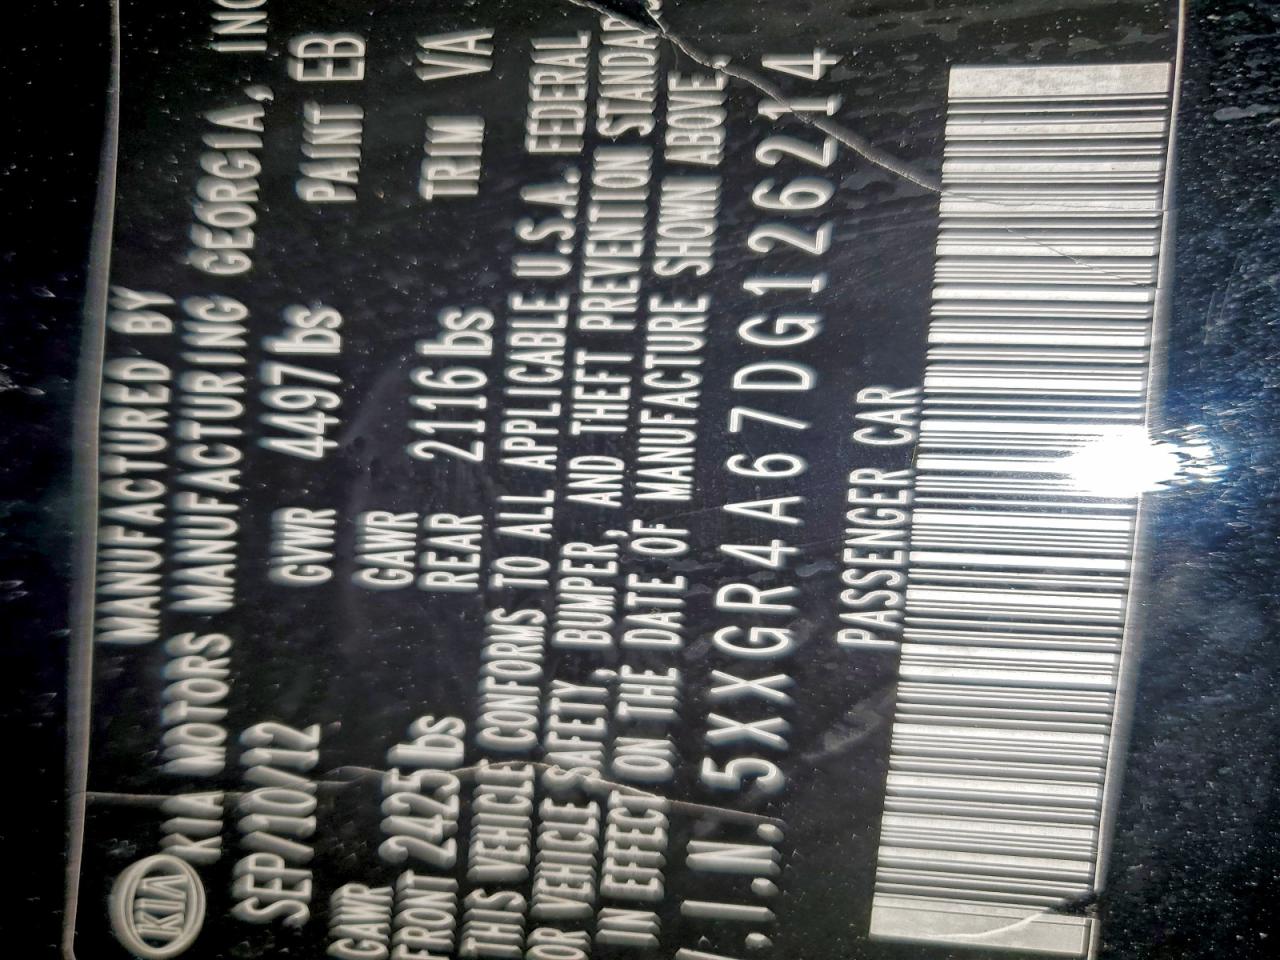 KIA
MANUFACTURED BY
KIA MOTORS MANUFACTURING GEORGIA, INC
SEP/10/12 GVWR 4497lbs PAINT EB
GAWR GAWR
FRONT 2425lbs REAR 2116lbs TRIM VA
THIS VEHICLE CONFORMS TO ALL APPLICABLE U.S.A. FEDERAL
OR VEHICLE SAFETY, BUMPER, AND THEFT PREVENTION STANDARDS
IN EFFECT ON THE DATE OF MANUFACTURE SHOWN ABOVE.
V.I.N. 5XXGR4A67DG126214
PASSENGER CAR